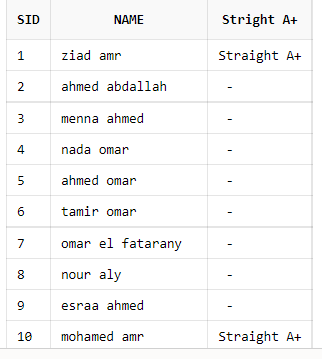 SID NAME Stright A+
1 ziad amr Straight A+
2 ahmed abdallah -
3 menna ahmed -
4 nada omar -
5 ahmed omar -
6 tamir omar -
7 omar el fatarany -
8 nour aly -
9 esraa ahmed -
10 mohamed amr Straight A+